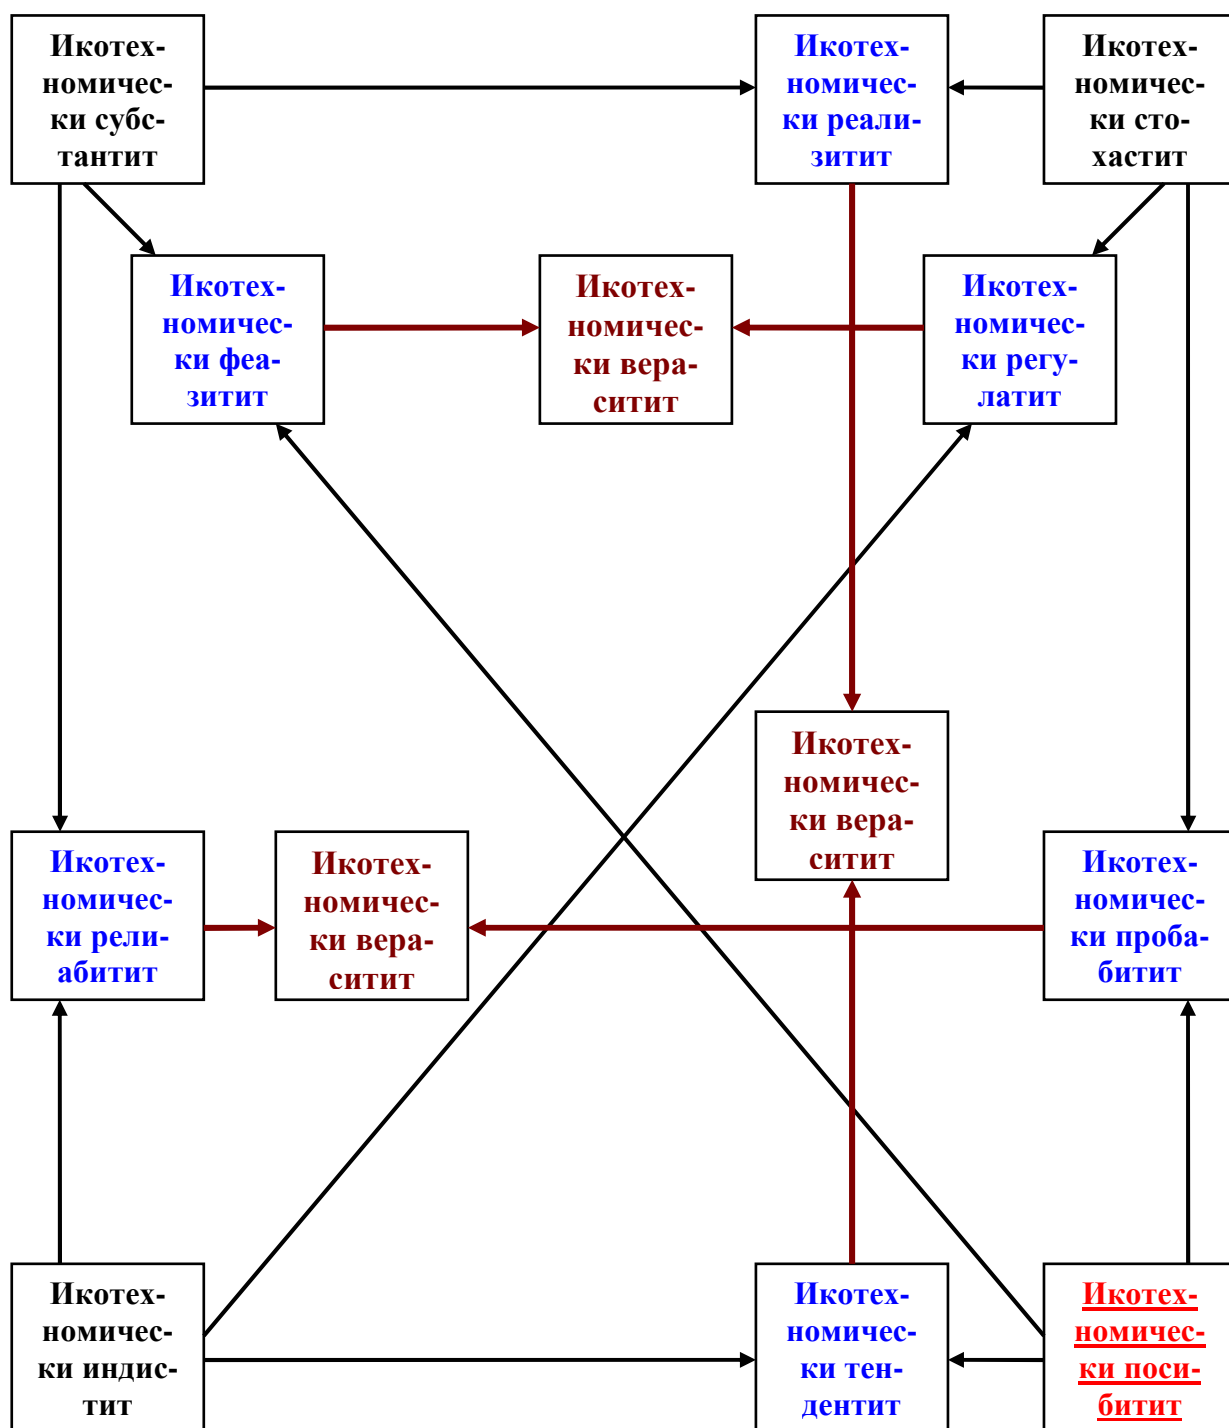 Икотех-
номичес-
ки субс-
тантит
Икотех-
номичес-
ки реали-
зитит
Икотех-
номичес-
ки сто-
хастит
Икотех-
номичес-
ки феа-
зитит
Икотех-
номичес-
ки вера-
ситит
Икотех-
номичес-
ки регу-
латит
Икотех-
номичес-
ки вера-
ситит
Икотех-
номичес-
ки рели-
абитит
Икотех-
номичес-
ки вера-
ситит
Икотех-
номичес-
ки проба-
битит
Икотех-
номичес-
ки индис-
тит
Икотех-
номичес-
ки тен-
дентит
Икотех-
номичес-
ки поси-
битит